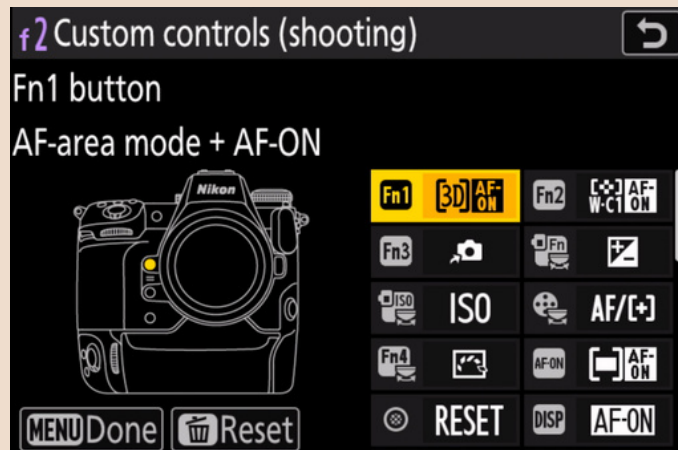 f2 Custom controls (shooting)
Fn1 button
AF-area mode + AF-ON
Nikon
Fn1 [3D] AF-ON Fn2 W-C1 AF-ON
Fn3 Fn
ISO ISO AF/[+]
Fn4 AF-ON AF-ON
RESET DISP AF-ON
MENU Done Reset